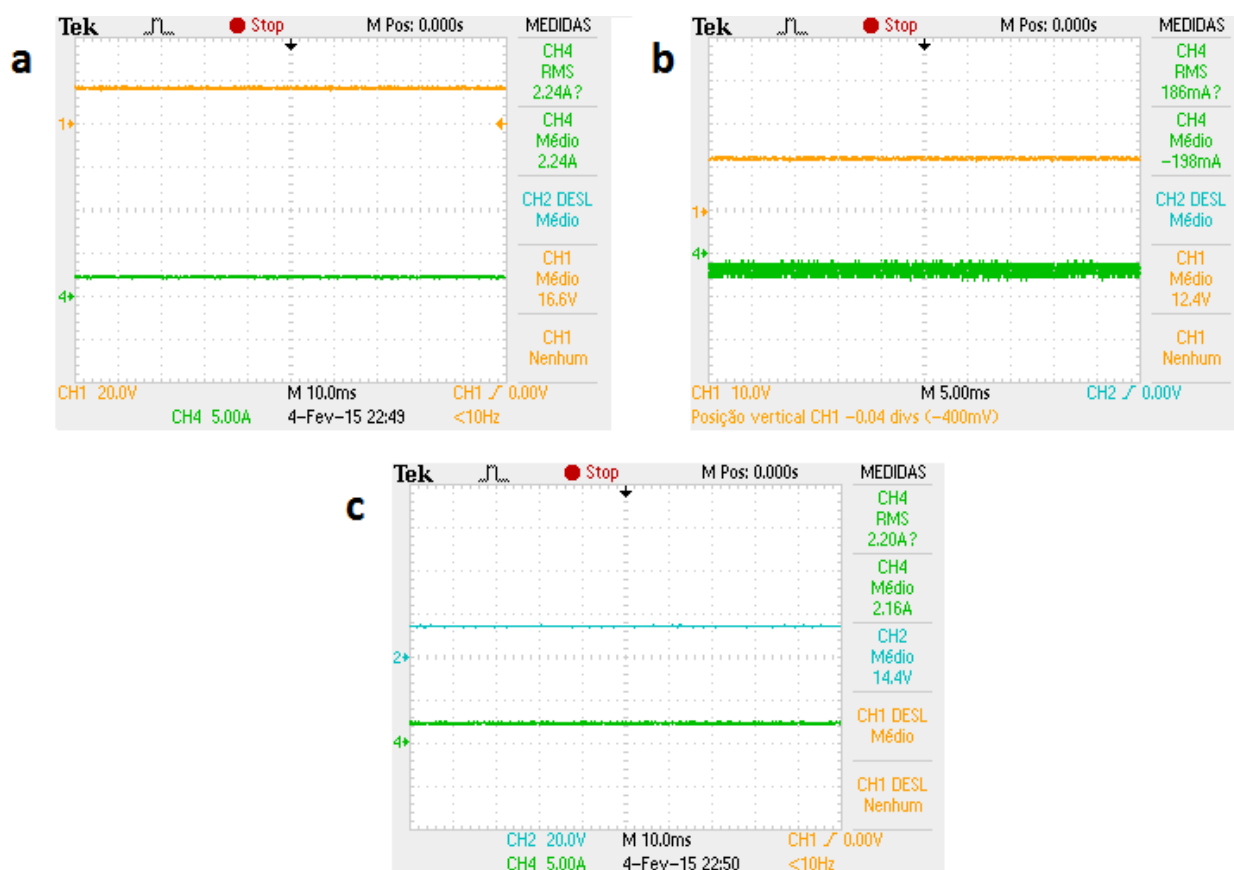 a
Tek Stop M Pos: 0.000s MEDIDAS
CH4
RMS
2.24A?
CH4
Médio
2.24A
CH2 DESL
Médio
CH1
Médio
16.6V
CH1
Nenhum
1
4
CH1 20.0V M 10.0ms CH1 0.00V
CH4 5.00A 4-Fev-15 22:49 <10Hz
b
Tek Stop M Pos: 0.000s MEDIDAS
CH4
RMS
186mA?
CH4
Médio
-198mA
CH2 DESL
Médio
CH1
Médio
12.4V
CH1
Nenhum
1
4
CH1 10.0V M 5.00ms CH2 0.00V
Posição vertical CH1 -0.04 divs (-400mV)
c
Tek Stop M Pos: 0.000s MEDIDAS
CH4
RMS
2.20A?
CH4
Médio
2.16A
CH2
Médio
14.4V
CH1 DESL
Médio
CH1 DESL
Nenhum
2
4
CH2 20.0V M 10.0ms CH1 0.00V
CH4 5.00A 4-Fev-15 22:50 <10Hz